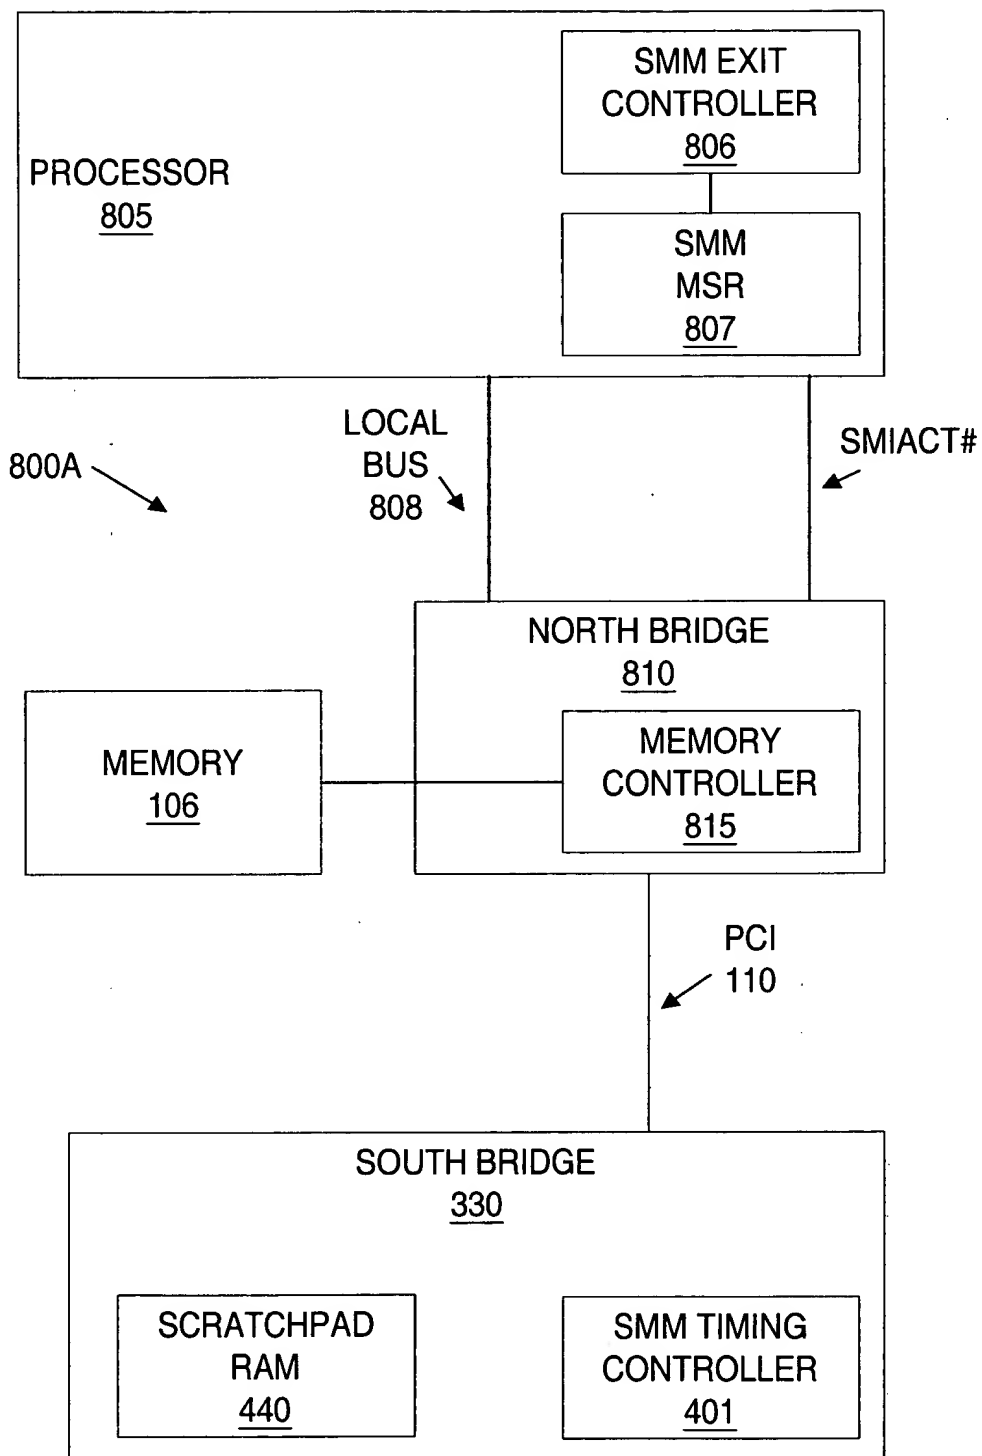 SMM EXIT
CONTROLLER
806
PROCESSOR
805
SMM
MSR
807
800A
LOCAL
BUS
808
SMIACT#
NORTH BRIDGE
810
MEMORY
106
MEMORY
CONTROLLER
815
PCI
110
SOUTH BRIDGE
330
SCRATCHPAD
RAM
440
SMM TIMING
CONTROLLER
401